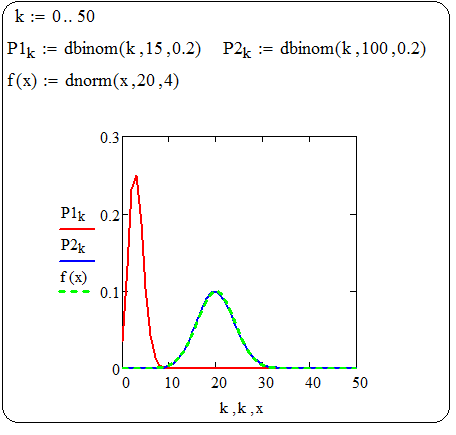 k := 0.. 50
P1k := dbinom(k ,15 ,0.2) P2k := dbinom(k ,100 ,0.2)
f(x) := dnorm(x ,20 ,4)
0.3
0.2
0.1
0
P1k
P2k
f(x)
0 10 20 30 40 50
k ,k ,x